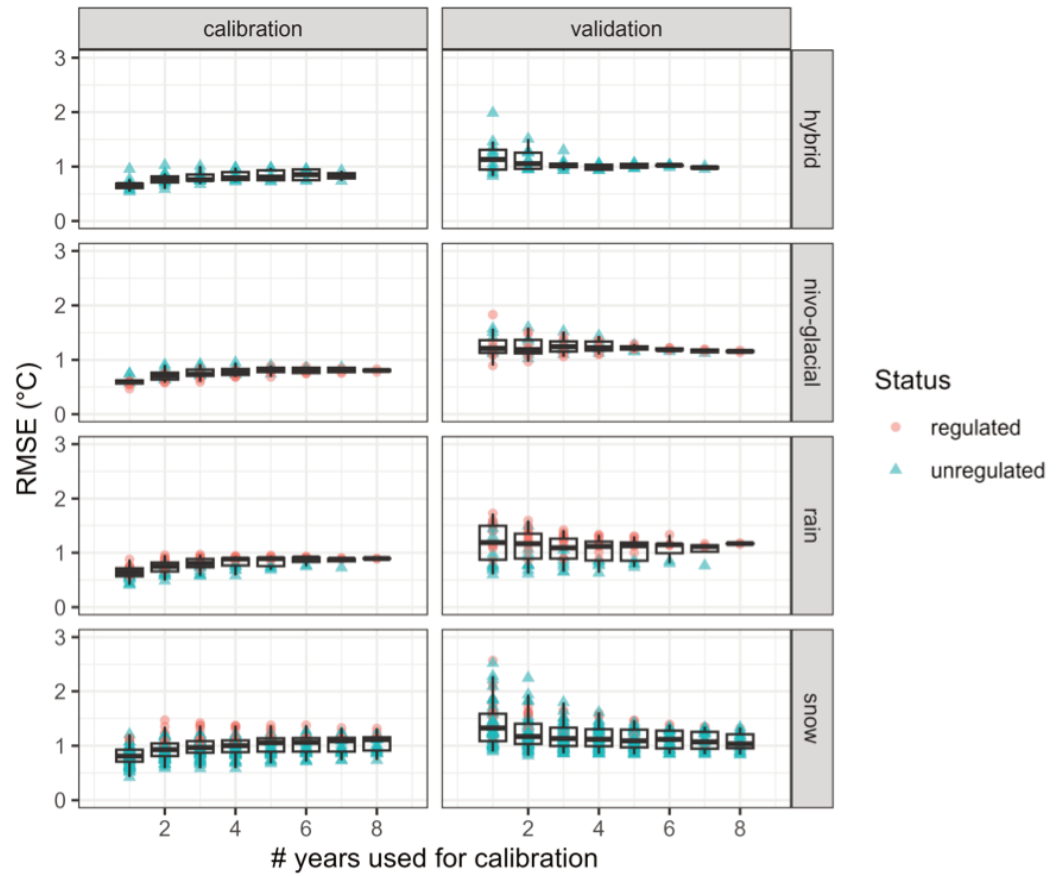 calibration
validation
3
2
1
0
hybrid
3
2
1
0
nivo-glacial
3
2
1
0
rain
3
2
1
0
snow
RMSE (°C)
2
4
6
8
2
4
6
8
# years used for calibration
Status
regulated
unregulated